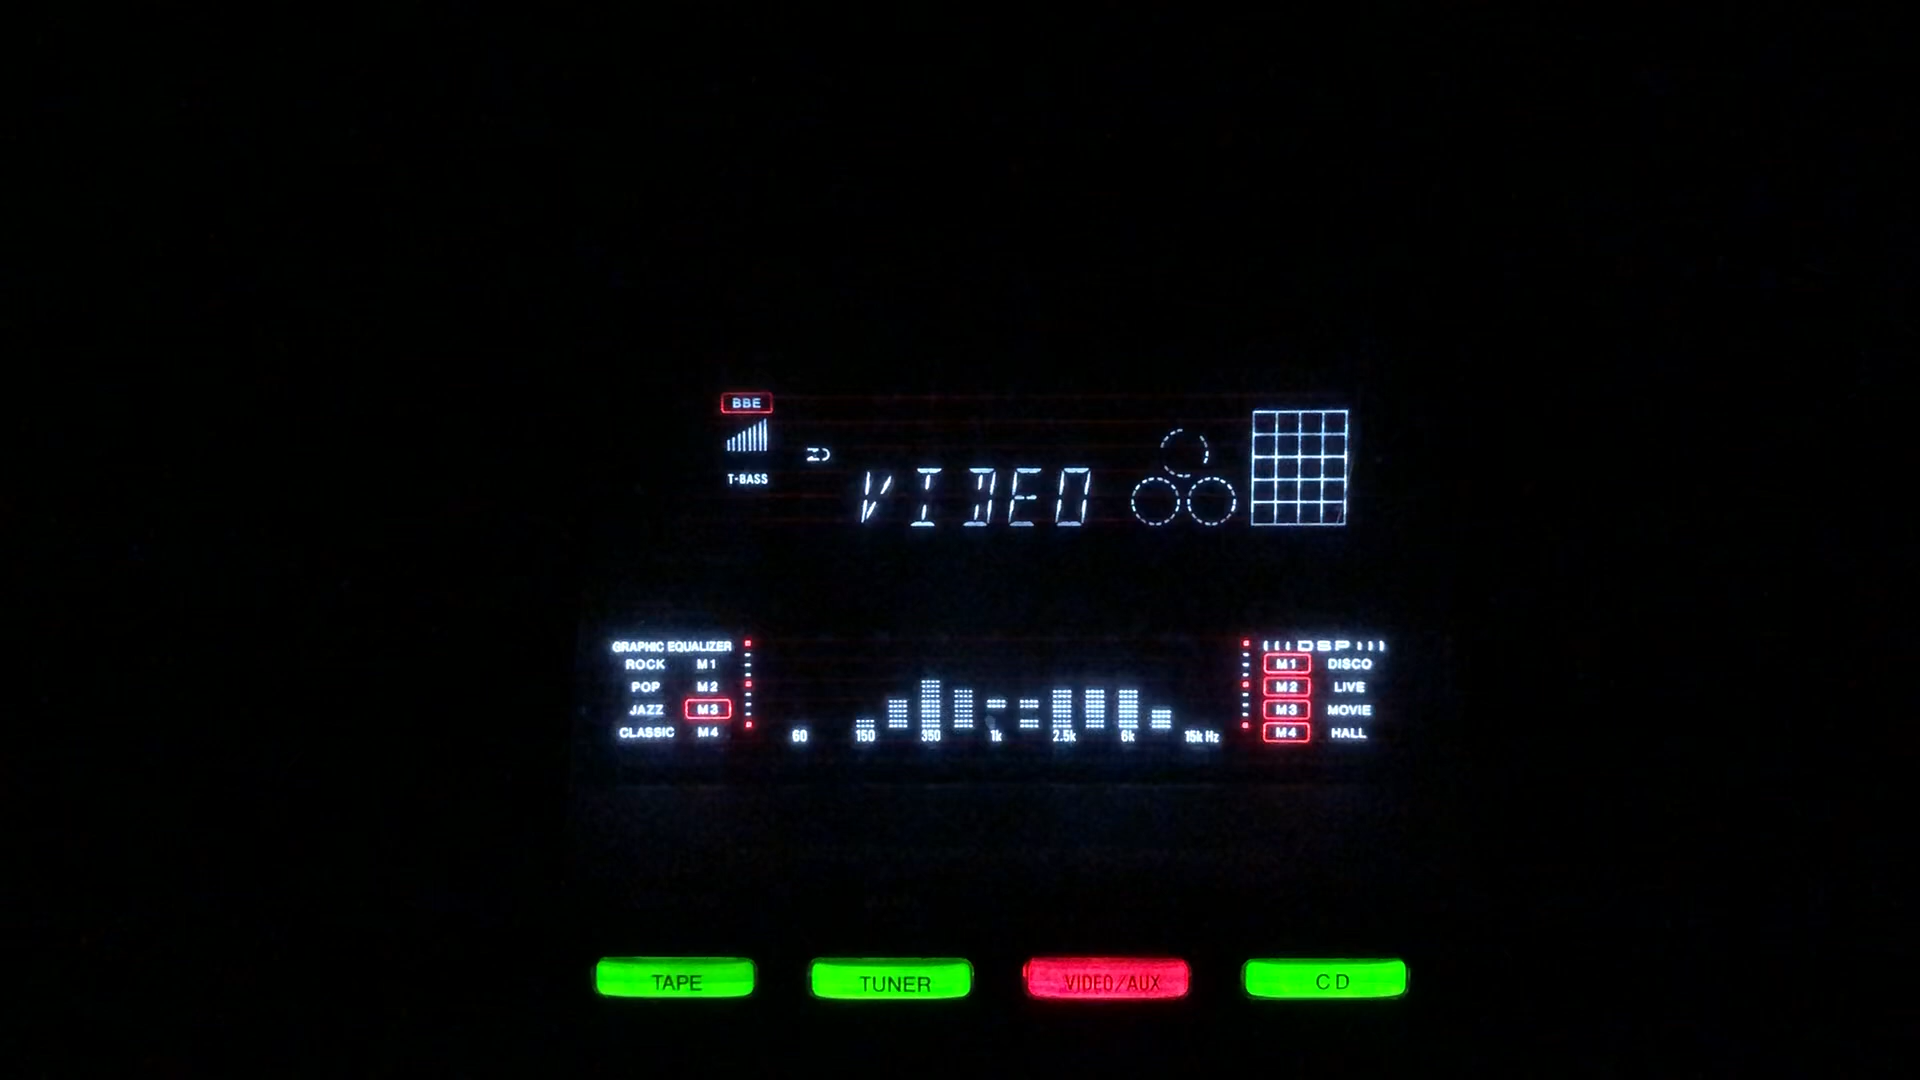 BBE
T-BASS
VIDEO
GRAPHIC EQUALIZER
ROCK M1
POP M2
JAZZ M3
CLASSIC M4
60 150 350 1k 2.5k 6k 15k Hz
DSP
M1 DISCO
M2 LIVE
M3 MOVIE
M4 HALL
TAPE TUNER VIDEO/AUX CD